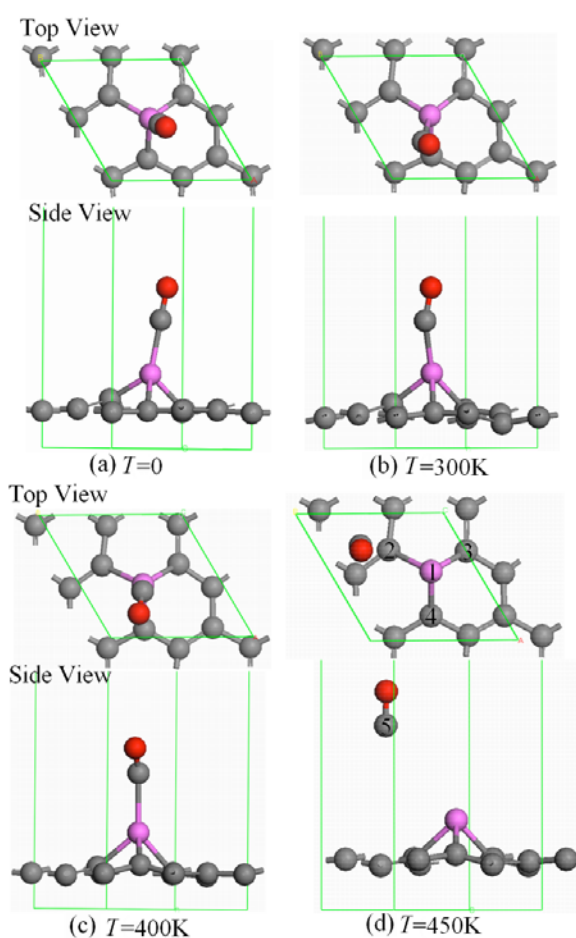 Top View
Side View
(a) T=0
(b) T=300K
Top View
2
1
3
4
Side View
5
(c) T=400K
(d) T=450K